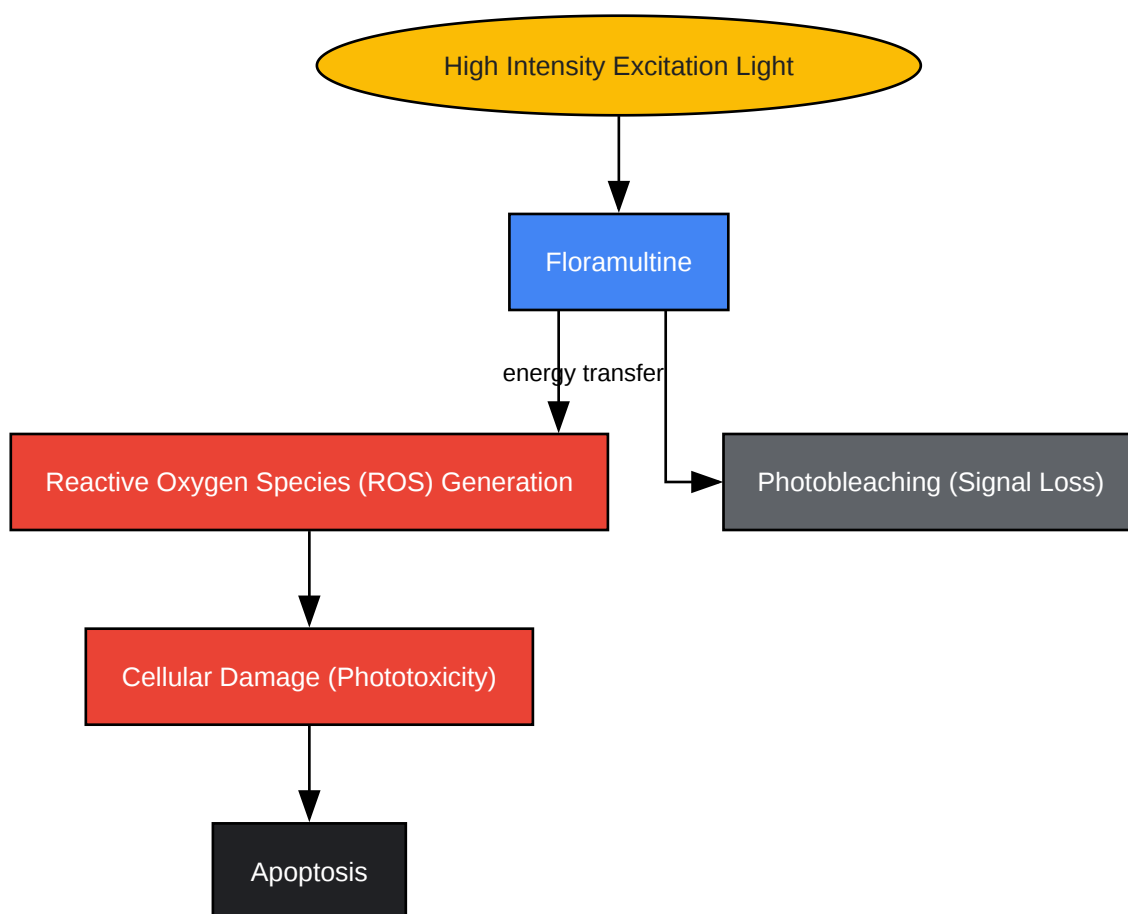 High Intensity Excitation Light
Floramultine
energy transfer
Reactive Oxygen Species (ROS) Generation
Photobleaching (Signal Loss)
Cellular Damage (Phototoxicity)
Apoptosis